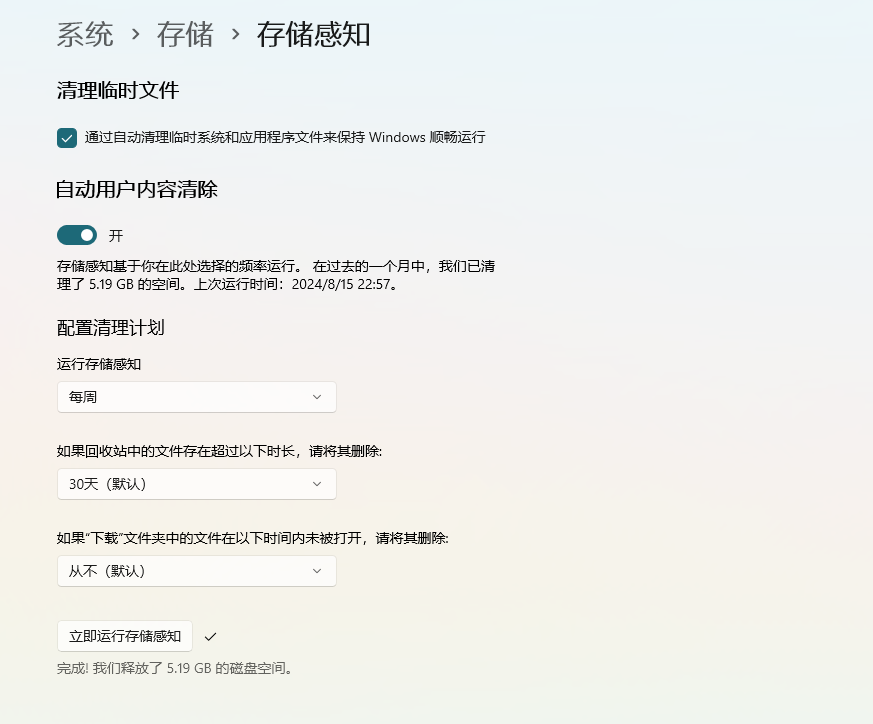 系统 › 存储 › 存储感知
清理临时文件
通过自动清理临时系统和应用程序文件来保持 Windows 顺畅运行
自动用户内容清除
开
存储感知基于你在此处选择的频率运行。 在过去的一个月中，我们已清
理了 5.19 GB 的空间。上次运行时间：2024/8/15 22:57。
配置清理计划
运行存储感知
每周
如果回收站中的文件存在超过以下时长，请将其删除:
30天（默认）
如果“下载”文件夹中的文件在以下时间内未被打开，请将其删除:
从不（默认）
立即运行存储感知
完成! 我们释放了 5.19 GB 的磁盘空间。